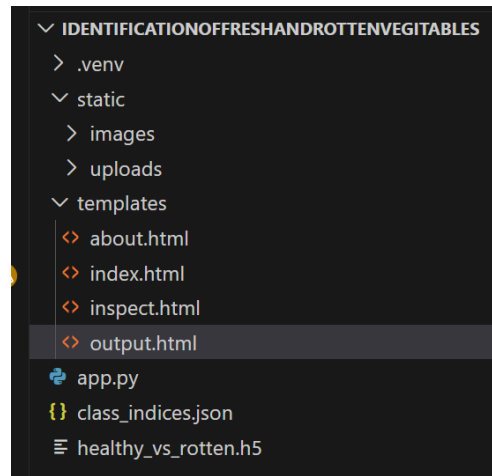 IDENTIFICATIONOFFRESHANDROTTENVEGITABLES
.venv
static
images
uploads
templates
about.html
index.html
inspect.html
output.html
app.py
class_indices.json
healthy_vs_rotten.h5